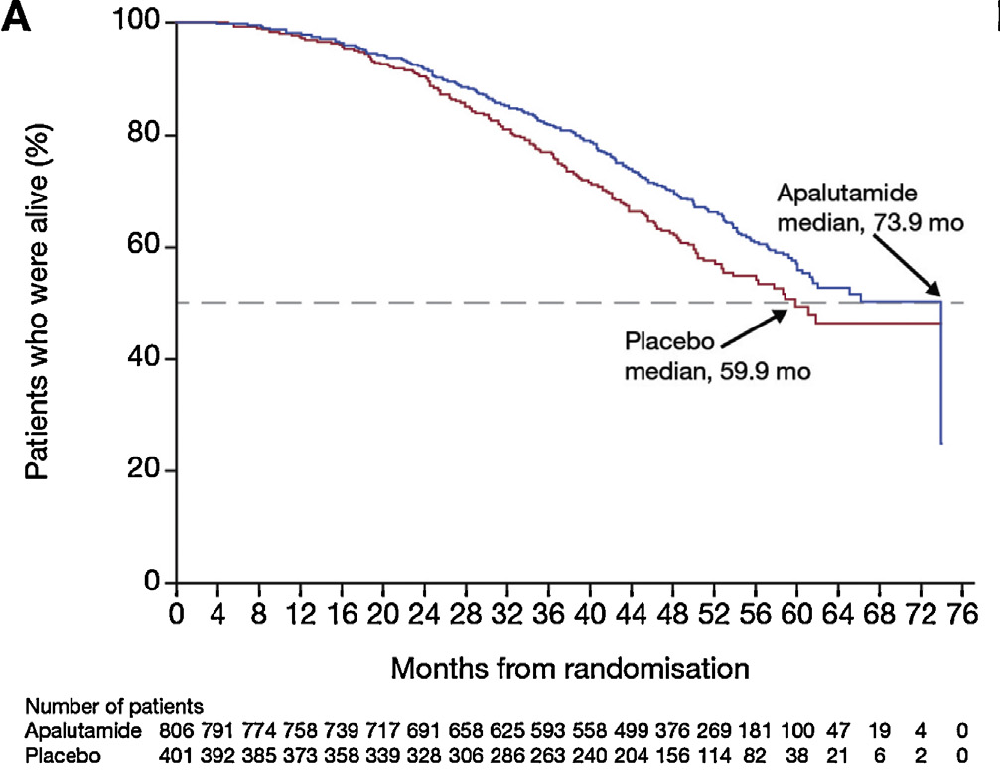 A
100
80
60
40
20
0
Patients who were alive (%)
Apalutamide
median, 73.9 mo
Placebo
median, 59.9 mo
0 4 8 12 16 20 24 28 32 36 40 44 48 52 56 60 64 68 72 76
Months from randomisation
Number of patients
Apalutamide 806 791 774 758 739 717 691 658 625 593 558 499 376 269 181 100 47 19 4 0
Placebo 401 392 385 373 358 339 328 306 286 263 240 204 156 114 82 38 21 6 2 0